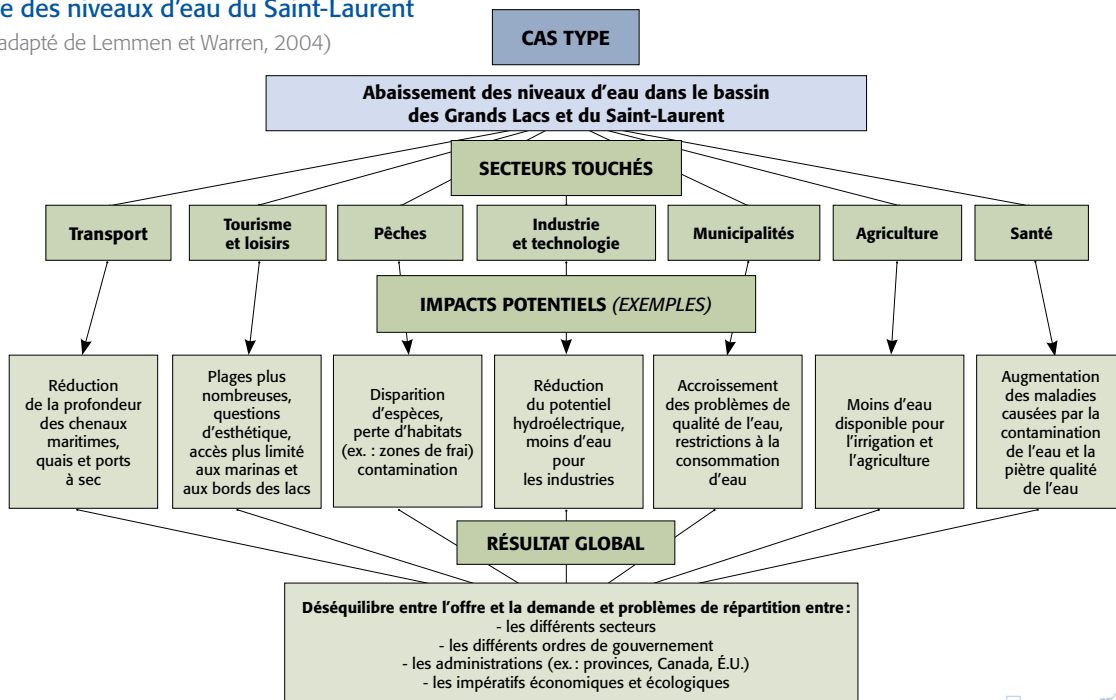 e des niveaux d'eau du Saint-Laurent
adapté de Lemmen et Warren, 2004)
CAS TYPE
Abaissement des niveaux d'eau dans le bassin
des Grands Lacs et du Saint-Laurent
SECTEURS TOUCHÉS
Transport
Tourisme
et loisirs
Pêches
Industrie
et technologie
Municipalités
Agriculture
Santé
IMPACTS POTENTIELS (EXEMPLES)
Réduction
de la profondeur
des chenaux
maritimes,
quais et ports
à sec
Plages plus
nombreuses,
questions
d'esthétique,
accès plus limité
aux marinas et
aux bords des lacs
Disparition
d'espèces,
perte d'habitats
(ex. : zones de frai)
contamination
Réduction
du potentiel
hydroélectrique,
moins d'eau
pour
les industries
Accroissement
des problèmes de
qualité de l'eau,
restrictions à la
consommation
d'eau
Moins d'eau
disponible pour
l'irrigation et
l'agriculture
Augmentation
des maladies
causées par la
contamination
de l'eau et la
piètre qualité
de l'eau
RÉSULTAT GLOBAL
Déséquilibre entre l'offre et la demande et problèmes de répartition entre :
- les différents secteurs
- les différents ordres de gouvernement
- les administrations (ex. : provinces, Canada, É.U.)
- les impératifs économiques et écologiques